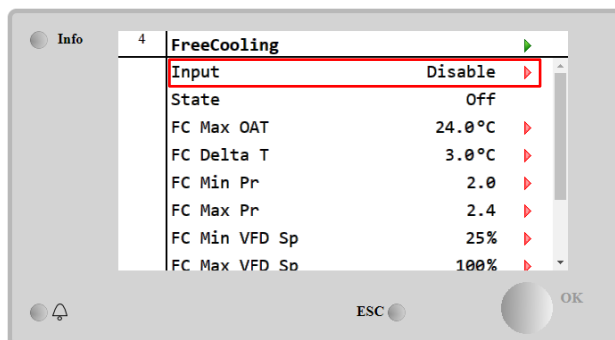 Info
4 FreeCooling
Input Disable
State Off
FC Max OAT 24.0°C
FC Delta T 3.0°C
FC Min Pr 2.0
FC Max Pr 2.4
FC Min VFD Sp 25%
FC Max VFD Sp 100%
ESC
OK